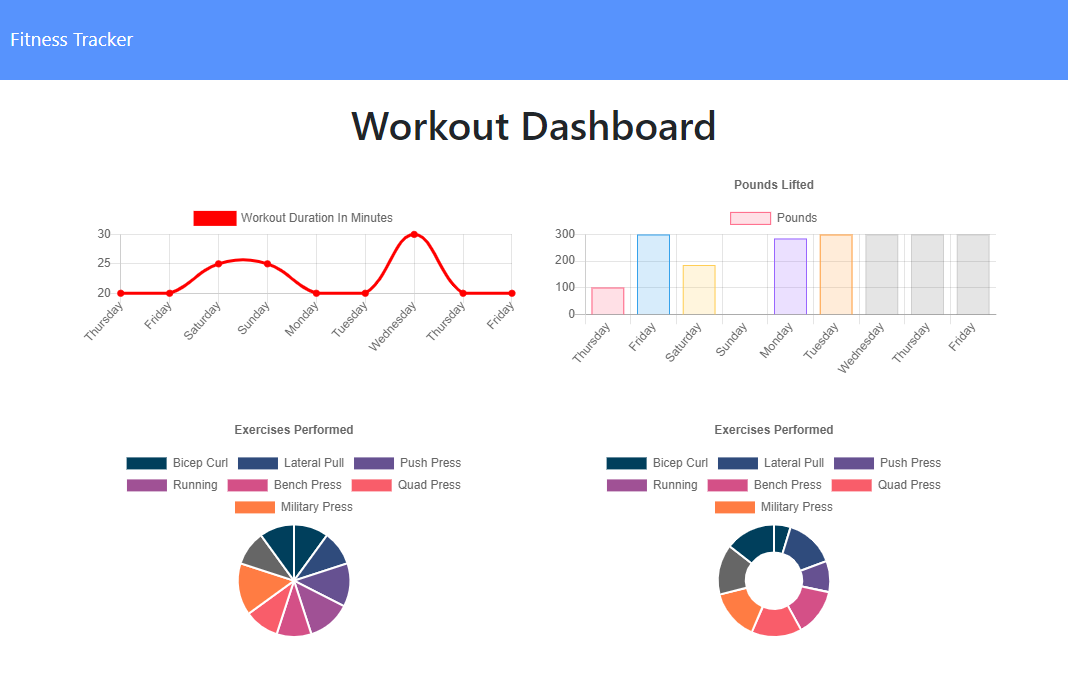 Fitness Tracker
Workout Dashboard
Workout Duration In Minutes
30
25
20
Thursday Friday Saturday Sunday Monday Tuesday Wednesday Thursday Friday
Pounds Lifted
Pounds
300
200
100
0
Thursday Friday Saturday Sunday Monday Tuesday Wednesday Thursday Friday
Exercises Performed
Bicep Curl Lateral Pull Push Press
Running Bench Press Quad Press
Military Press
Exercises Performed
Bicep Curl Lateral Pull Push Press
Running Bench Press Quad Press
Military Press